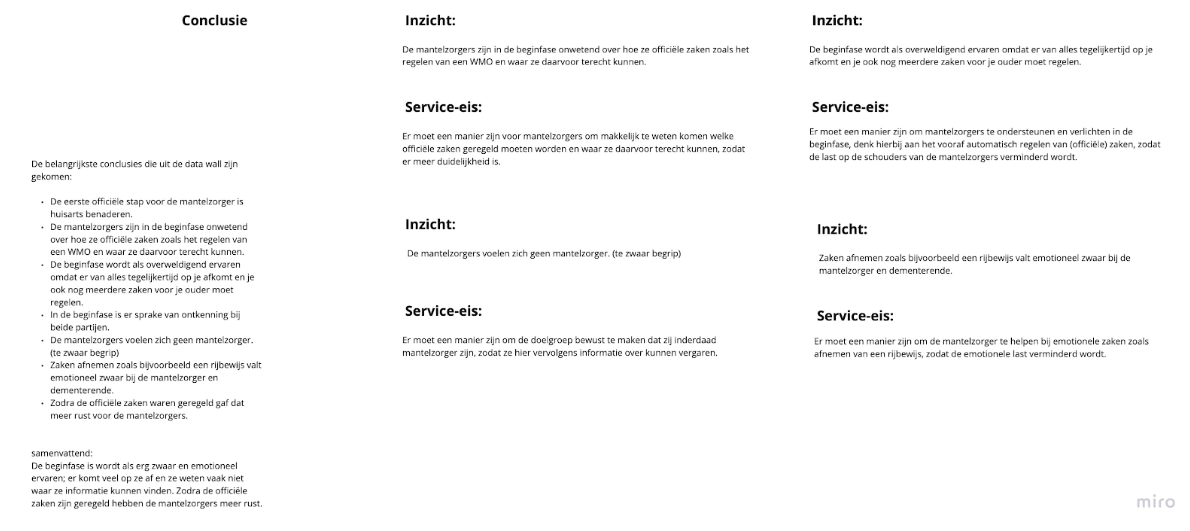 Conclusie
De belangrijkste conclusies die uit de data wall zijn
gekomen:
• De eerste officiële stap voor de mantelzorger is
huisarts benaderen.
• De mantelzorgers zijn in de beginfase onwetend
over hoe ze officiële zaken zoals het regelen van
een WMO en waar ze daarvoor terecht kunnen.
• De beginfase wordt als overweldigend ervaren
omdat er van alles tegelijkertijd op je afkomt en je
ook nog meerdere zaken voor je ouder moet
regelen.
• In de beginfase is er sprake van ontkenning bij
beide partijen.
• De mantelzorgers voelen zich geen mantelzorger.
(te zwaar begrip)
• Zaken afnemen zoals bijvoorbeeld een rijbewijs valt
emotioneel zwaar bij de mantelzorger en
dementerende.
• Zodra de officiële zaken waren geregeld gaf dat
meer rust voor de mantelzorgers.
samenvattend:
De beginfase is wordt als erg zwaar en emotioneel
ervaren; er komt veel op ze af en ze weten vaak niet
waar ze informatie kunnen vinden. Zodra de officiële
zaken zijn geregeld hebben de mantelzorgers meer rust.
Inzicht:
De mantelzorgers zijn in de beginfase onwetend over hoe ze officiële zaken zoals het
regelen van een WMO en waar ze daarvoor terecht kunnen.
Service-eis:
Er moet een manier zijn voor mantelzorgers om makkelijk te weten komen welke
officiële zaken geregeld moeten worden en waar ze daarvoor terecht kunnen, zodat
er meer duidelijkheid is.
Inzicht:
De mantelzorgers voelen zich geen mantelzorger. (te zwaar begrip)
Service-eis:
Er moet een manier zijn om de doelgroep bewust te maken dat zij inderdaad
mantelzorger zijn, zodat ze hier vervolgens informatie over kunnen vergaren.
Inzicht:
De beginfase wordt als overweldigend ervaren omdat er van alles tegelijkertijd op je
afkomt en je ook nog meerdere zaken voor je ouder moet regelen.
Service-eis:
Er moet een manier zijn om mantelzorgers te ondersteunen en verlichten in de
beginfase, denk hierbij aan het vooraf automatisch regelen van (officiële) zaken, zodat
de last op de schouders van de mantelzorgers verminderd wordt.
Inzicht:
Zaken afnemen zoals bijvoorbeeld een rijbewijs valt emotioneel zwaar bij de
mantelzorger en dementerende.
Service-eis:
Er moet een manier zijn om de mantelzorger te helpen bij emotionele zaken zoals
afnemen van een rijbewijs, zodat de emotionele last verminderd wordt.
miro